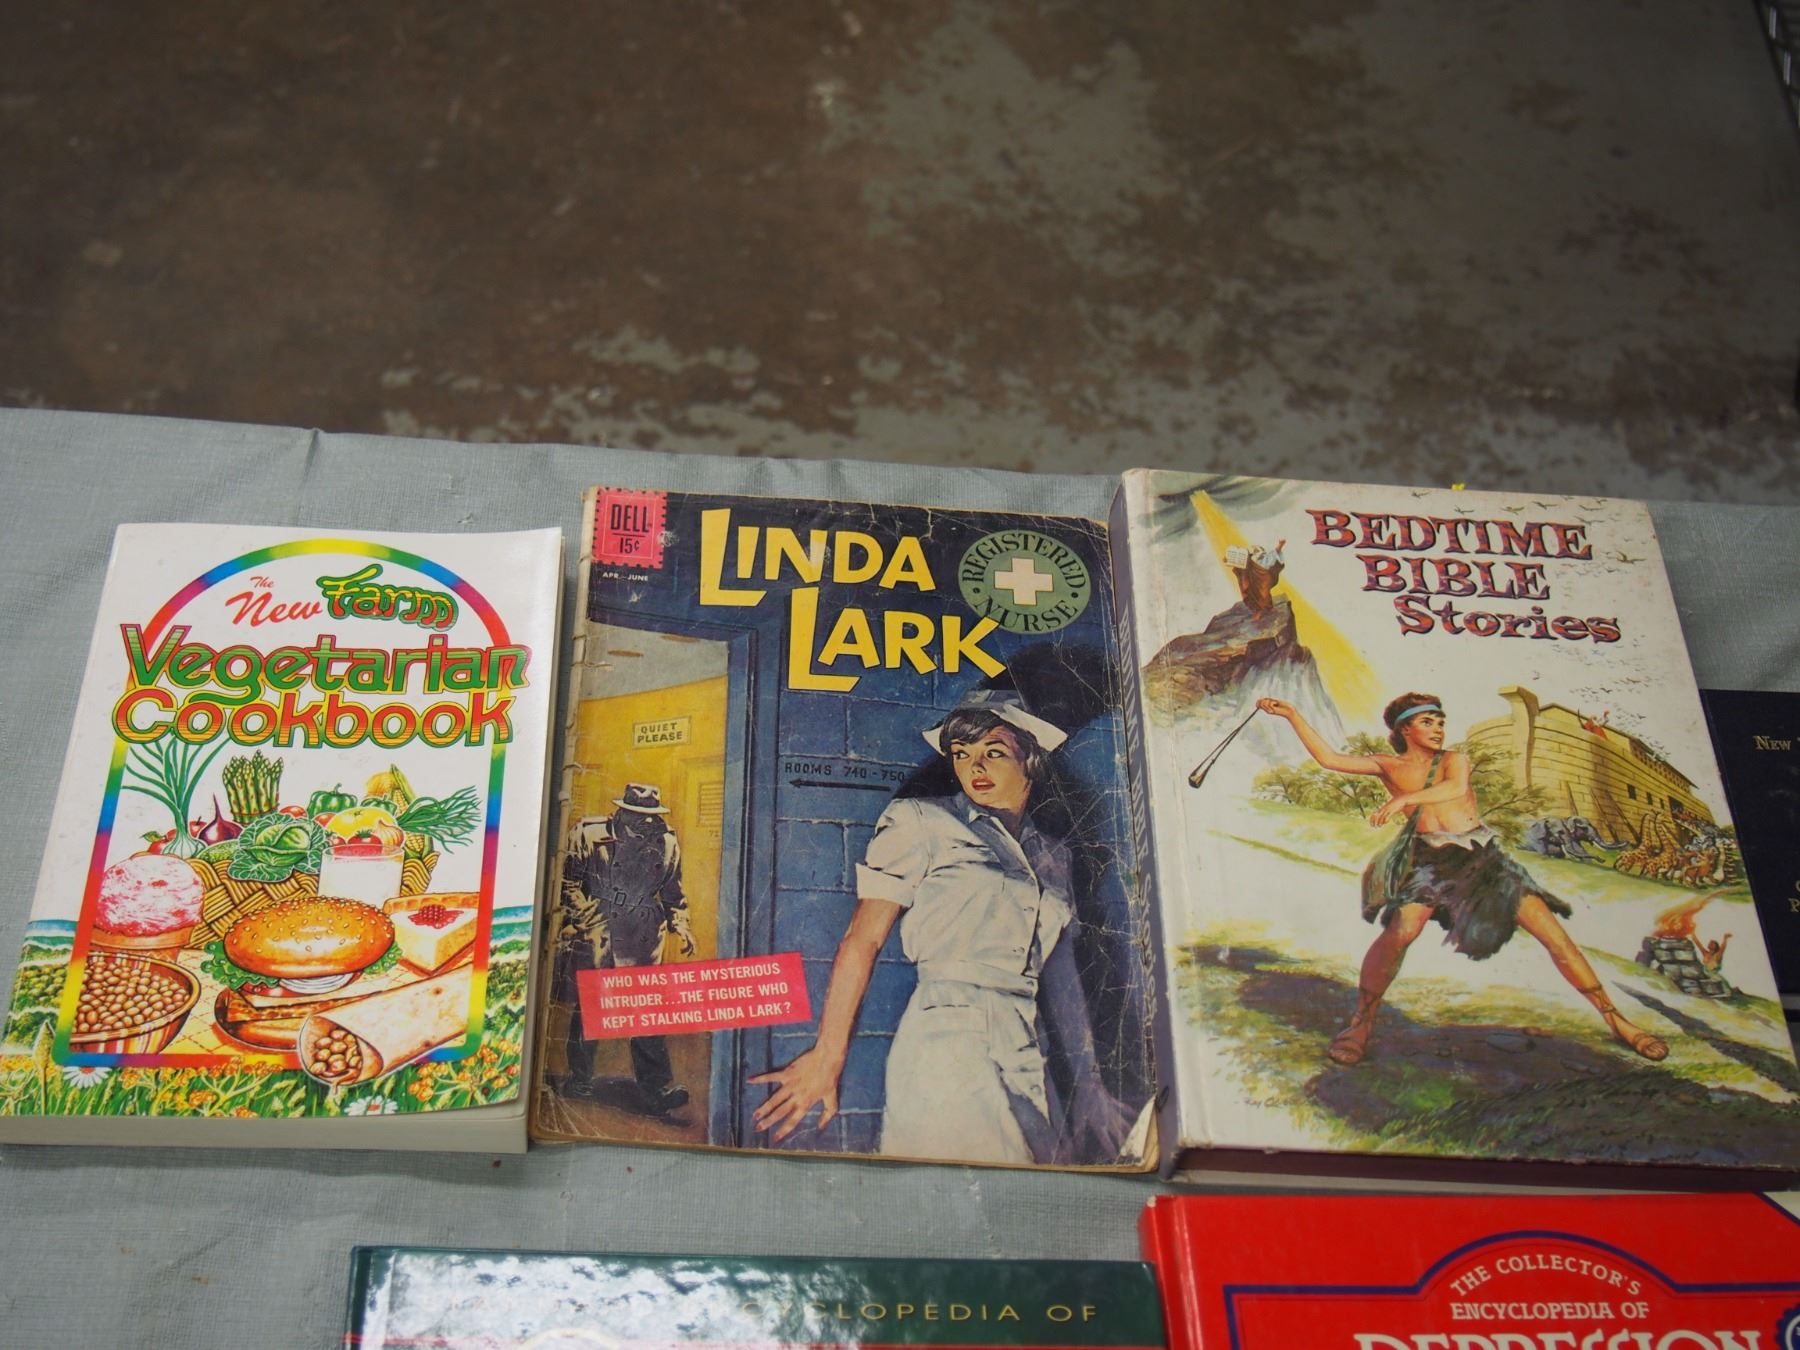 The
New Farm
Vegetarian
Cookbook
DELL
15¢
APR.-JUNE
LINDA
LARK
REGISTERED
NURSE
QUIET
PLEASE
ROOMS 740-750
WHO WAS THE MYSTERIOUS
INTRUDER...THE FIGURE WHO
KEPT STALKING LINDA LARK?
BEDTIME
BIBLE
Stories
NEW
ENCYCLOPEDIA OF
THE COLLECTOR'S
ENCYCLOPEDIA OF
DEPRESSION